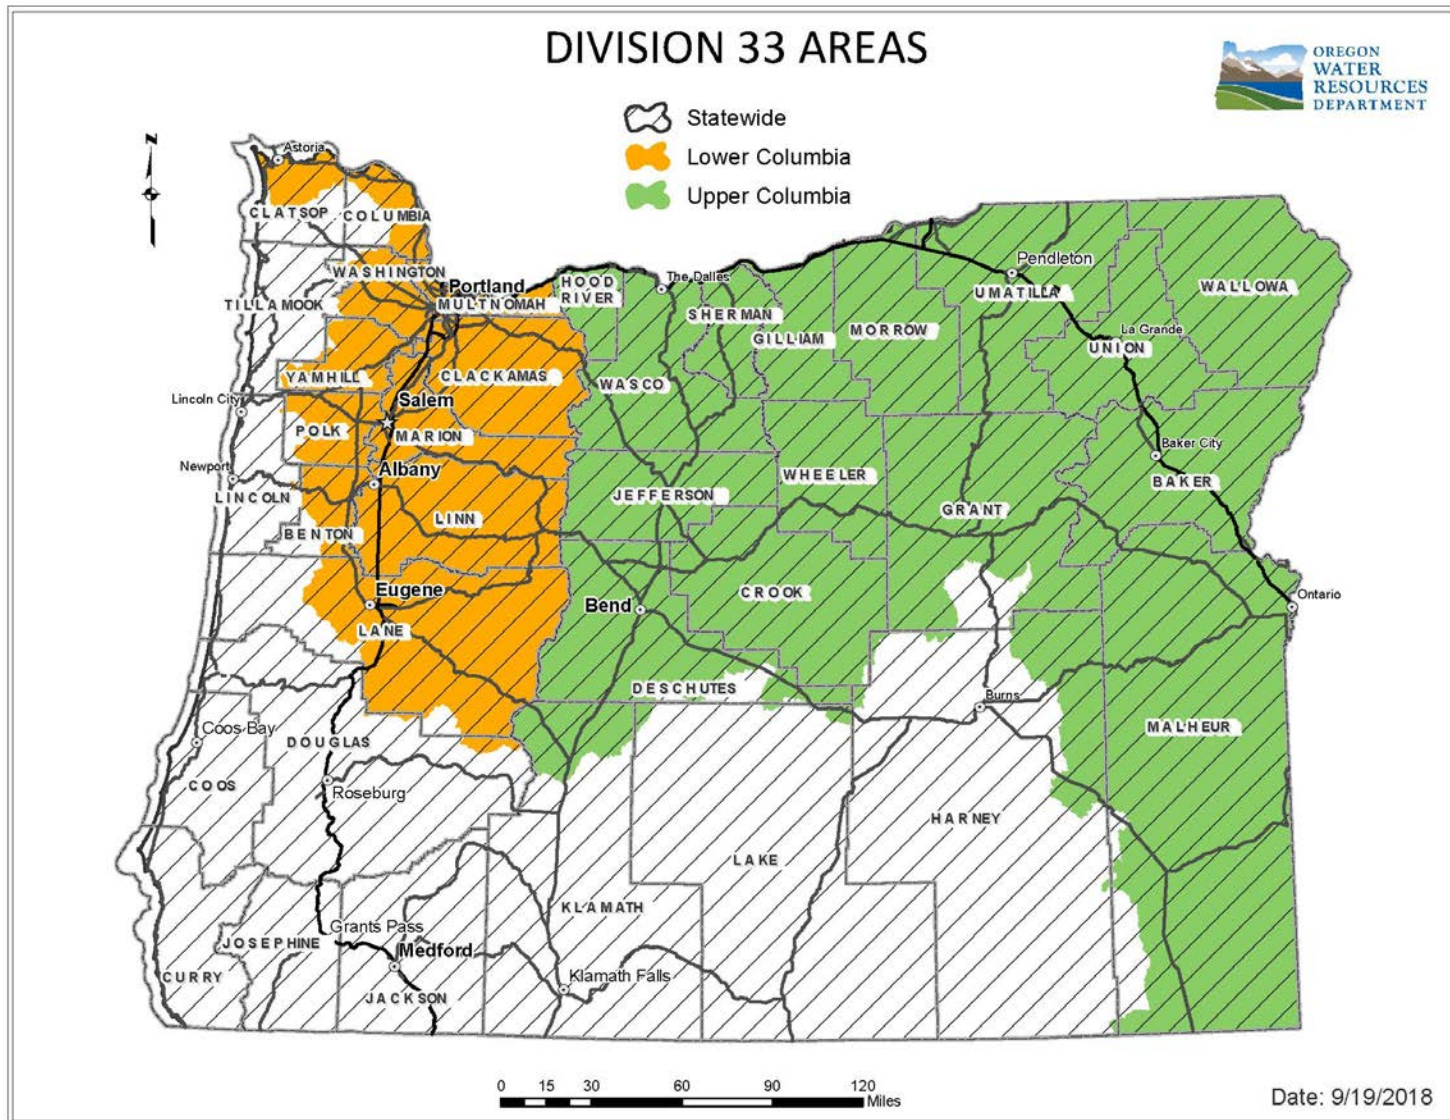 DIVISION 33 AREAS
OREGON
WATER
RESOURCES
DEPARTMENT
Statewide
Lower Columbia
Upper Columbia
N
Astoria
CLATSOP
COLUMBIA
WASHINGTON
Portland
MULTNOMAH
HOOD
RIVER
The Dalles
Pendleton
TILLAMOOK
SHERMAN
UMATILLA
WALLOWA
GILLIAM
MORROW
La Grande
UNION
YAMHILL
CLACKAMAS
WASCO
Lincoln City
Salem
POLK
MARION
Baker City
Newport
Albany
WHEELER
BAKER
LINCOLN
JEFFERSON
GRANT
LINN
BENTON
Eugene
Bend
CROOK
Ontario
LANE
DESCHUTES
Burns
Coos Bay
DOUGLAS
MALHEUR
COOS
Roseburg
HARNEY
LAKE
KLAMATH
Grants Pass
JOSEPHINE
Medford
CURRY
Klamath Falls
JACKSON
0 15 30 60 90 120
Miles
Date: 9/19/2018